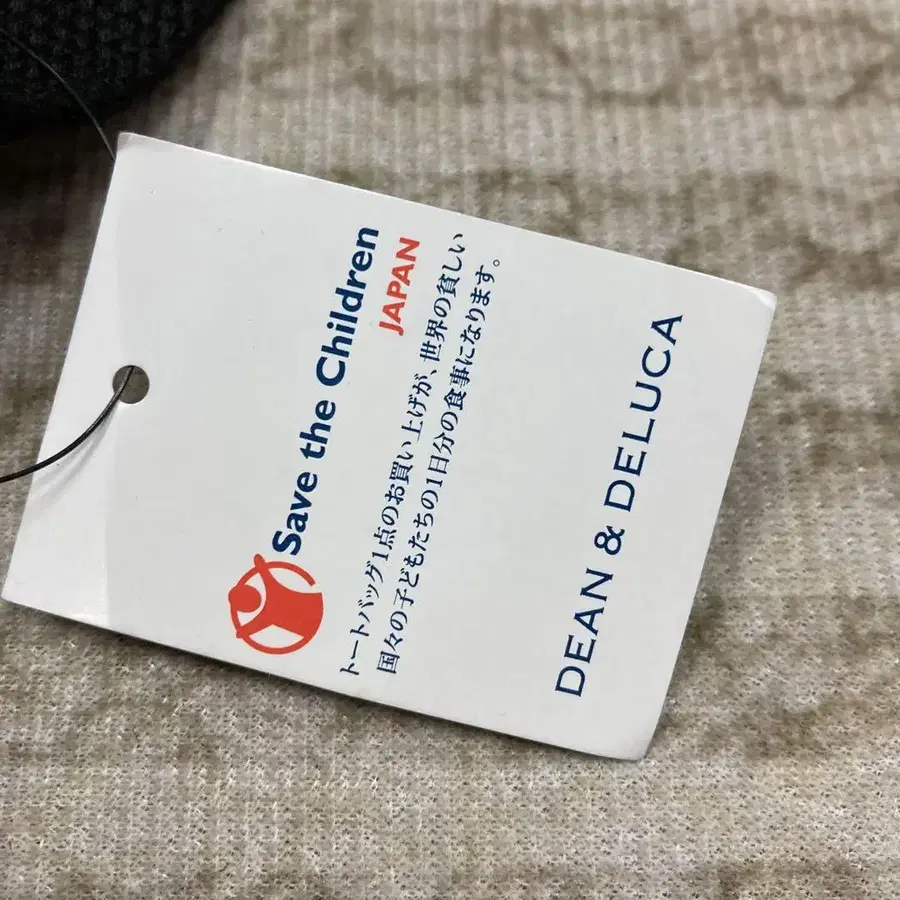 Save the Children
JAPAN
トートバッグ1点のお買い上げが、世界の貧しい
国々の子どもたちの1日分の食事になります。
DEAN & DELUCA